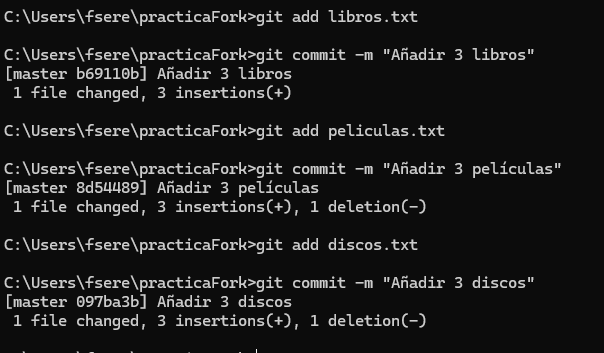 C:\Users\fsere\practicaFork>git add libros.txt
C:\Users\fsere\practicaFork>git commit -m "Añadir 3 libros"
[master b69110b] Añadir 3 libros
 1 file changed, 3 insertions(+)
C:\Users\fsere\practicaFork>git add peliculas.txt
C:\Users\fsere\practicaFork>git commit -m "Añadir 3 películas"
[master 8d54489] Añadir 3 películas
 1 file changed, 3 insertions(+), 1 deletion(-)
C:\Users\fsere\practicaFork>git add discos.txt
C:\Users\fsere\practicaFork>git commit -m "Añadir 3 discos"
[master 097ba3b] Añadir 3 discos
 1 file changed, 3 insertions(+), 1 deletion(-)